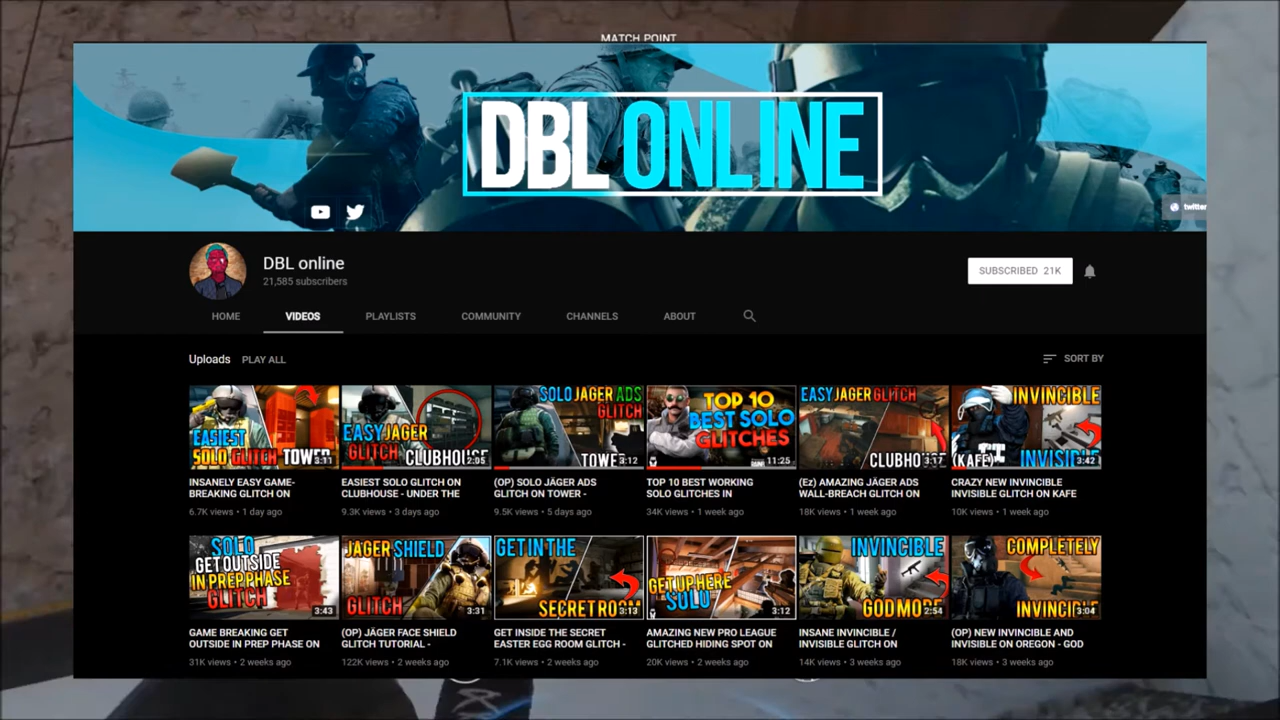 MATCH POINT
DBL ONLINE
twitter
DBL online
21,585 subscribers
SUBSCRIBED 21K
HOME VIDEOS PLAYLISTS COMMUNITY CHANNELS ABOUT
Uploads PLAY ALL
SORT BY
EASIEST
SOLO GLITCH TOWER
3:11
INSANELY EASY GAME-
BREAKING GLITCH ON
6.7K views • 1 day ago
EASY JAGER
GLITCH CLUBHOUSE
2:05
EASIEST SOLO GLITCH ON
CLUBHOUSE - UNDER THE
9.3K views • 3 days ago
SOLO JAGER ADS
GLITCH
TOWER
3:12
(OP) SOLO JÄGER ADS
GLITCH ON TOWER -
9.5K views • 5 days ago
TOP 10
BEST SOLO
GLITCHES
11:25
TOP 10 BEST WORKING
SOLO GLITCHES IN
34K views • 1 week ago
EASY JAGER GLITCH
CLUBHOUSE
3:17
(Ez) AMAZING JÄGER ADS
WALL-BREACH GLITCH ON
18K views • 1 week ago
INVINCIBLE
(KAFE)
INVISIBLE
3:42
CRAZY NEW INVINCIBLE
INVISIBLE GLITCH ON KAFE
10K views • 1 week ago
SOLO
GET OUTSIDE
IN PREP PHASE
GLITCH
3:43
GAME BREAKING GET
OUTSIDE IN PREP PHASE ON
31K views • 2 weeks ago
JAGER SHIELD
GLITCH
3:31
(OP) JÄGER FACE SHIELD
GLITCH TUTORIAL -
122K views • 2 weeks ago
GET IN THE
SECRET ROOM
3:13
GET INSIDE THE SECRET
EASTER EGG ROOM GLITCH -
7.1K views • 2 weeks ago
GET UP HERE
SOLO
3:12
AMAZING NEW PRO LEAGUE
GLITCHED HIDING SPOT ON
20K views • 2 weeks ago
INVINCIBLE
GOD MODE
2:54
INSANE INVINCIBLE /
INVISIBLE GLITCH ON
14K views • 3 weeks ago
COMPLETELY
INVINCIBLE
3:04
(OP) NEW INVINCIBLE AND
INVISIBLE ON OREGON - GOD
18K views • 3 weeks ago